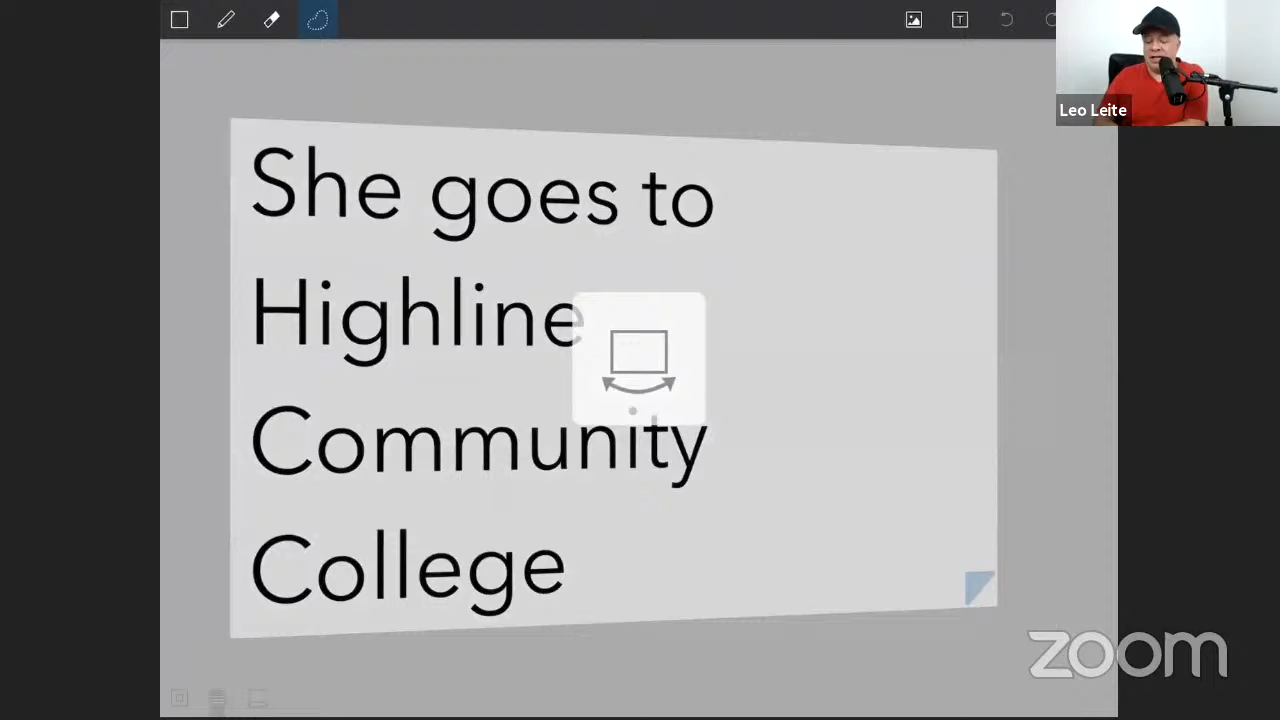 Leo Leite
She goes to
Highline
Community
College
zoom